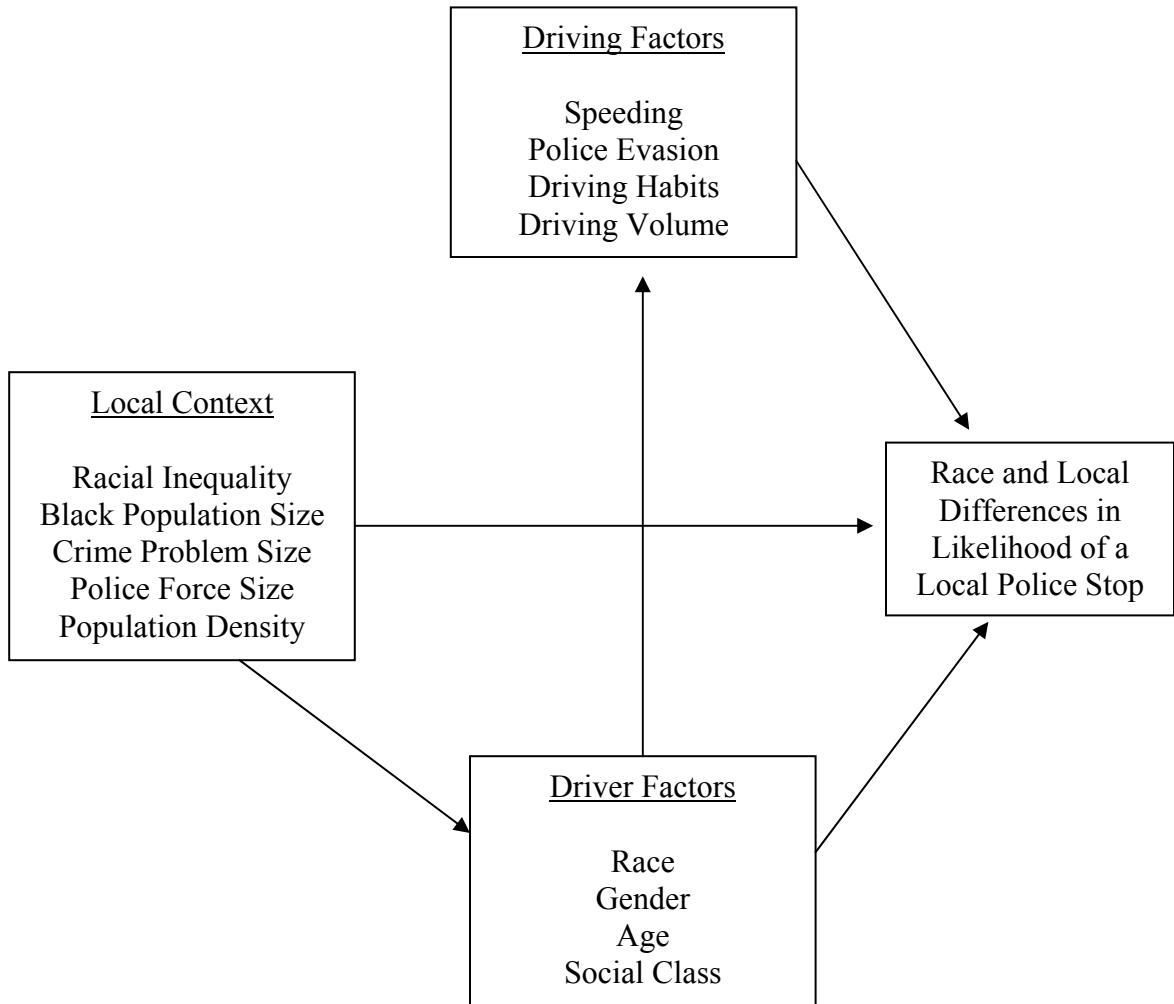 Driving Factors
Speeding
Police Evasion
Driving Habits
Driving Volume
Local Context
Racial Inequality
Black Population Size
Crime Problem Size
Police Force Size
Population Density
Race and Local
Differences in
Likelihood of a
Local Police Stop
Driver Factors
Race
Gender
Age
Social Class